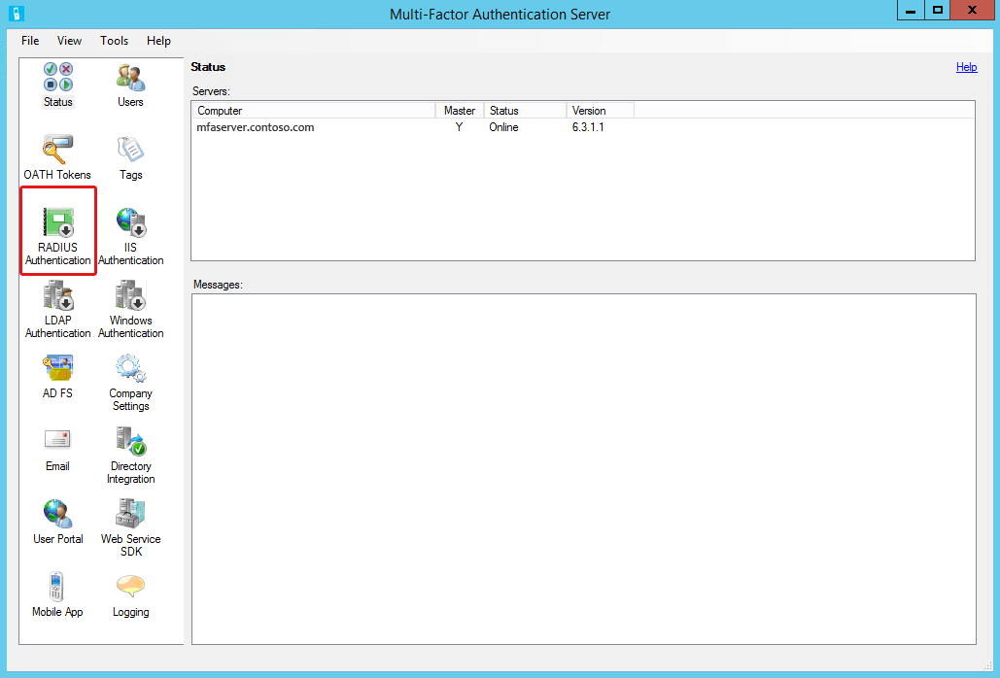 Multi-Factor Authentication Server
File View Tools Help
Status
Users
OATH Tokens
Tags
RADIUS
Authentication
IIS
Authentication
LDAP
Authentication
Windows
Authentication
AD FS
Company
Settings
Email
Directory
Integration
User Portal
Web Service
SDK
Mobile App
Logging
Status
Help
Servers:
Computer Master Status Version
mfaserver.contoso.com Y Online 6.3.1.1
Messages: